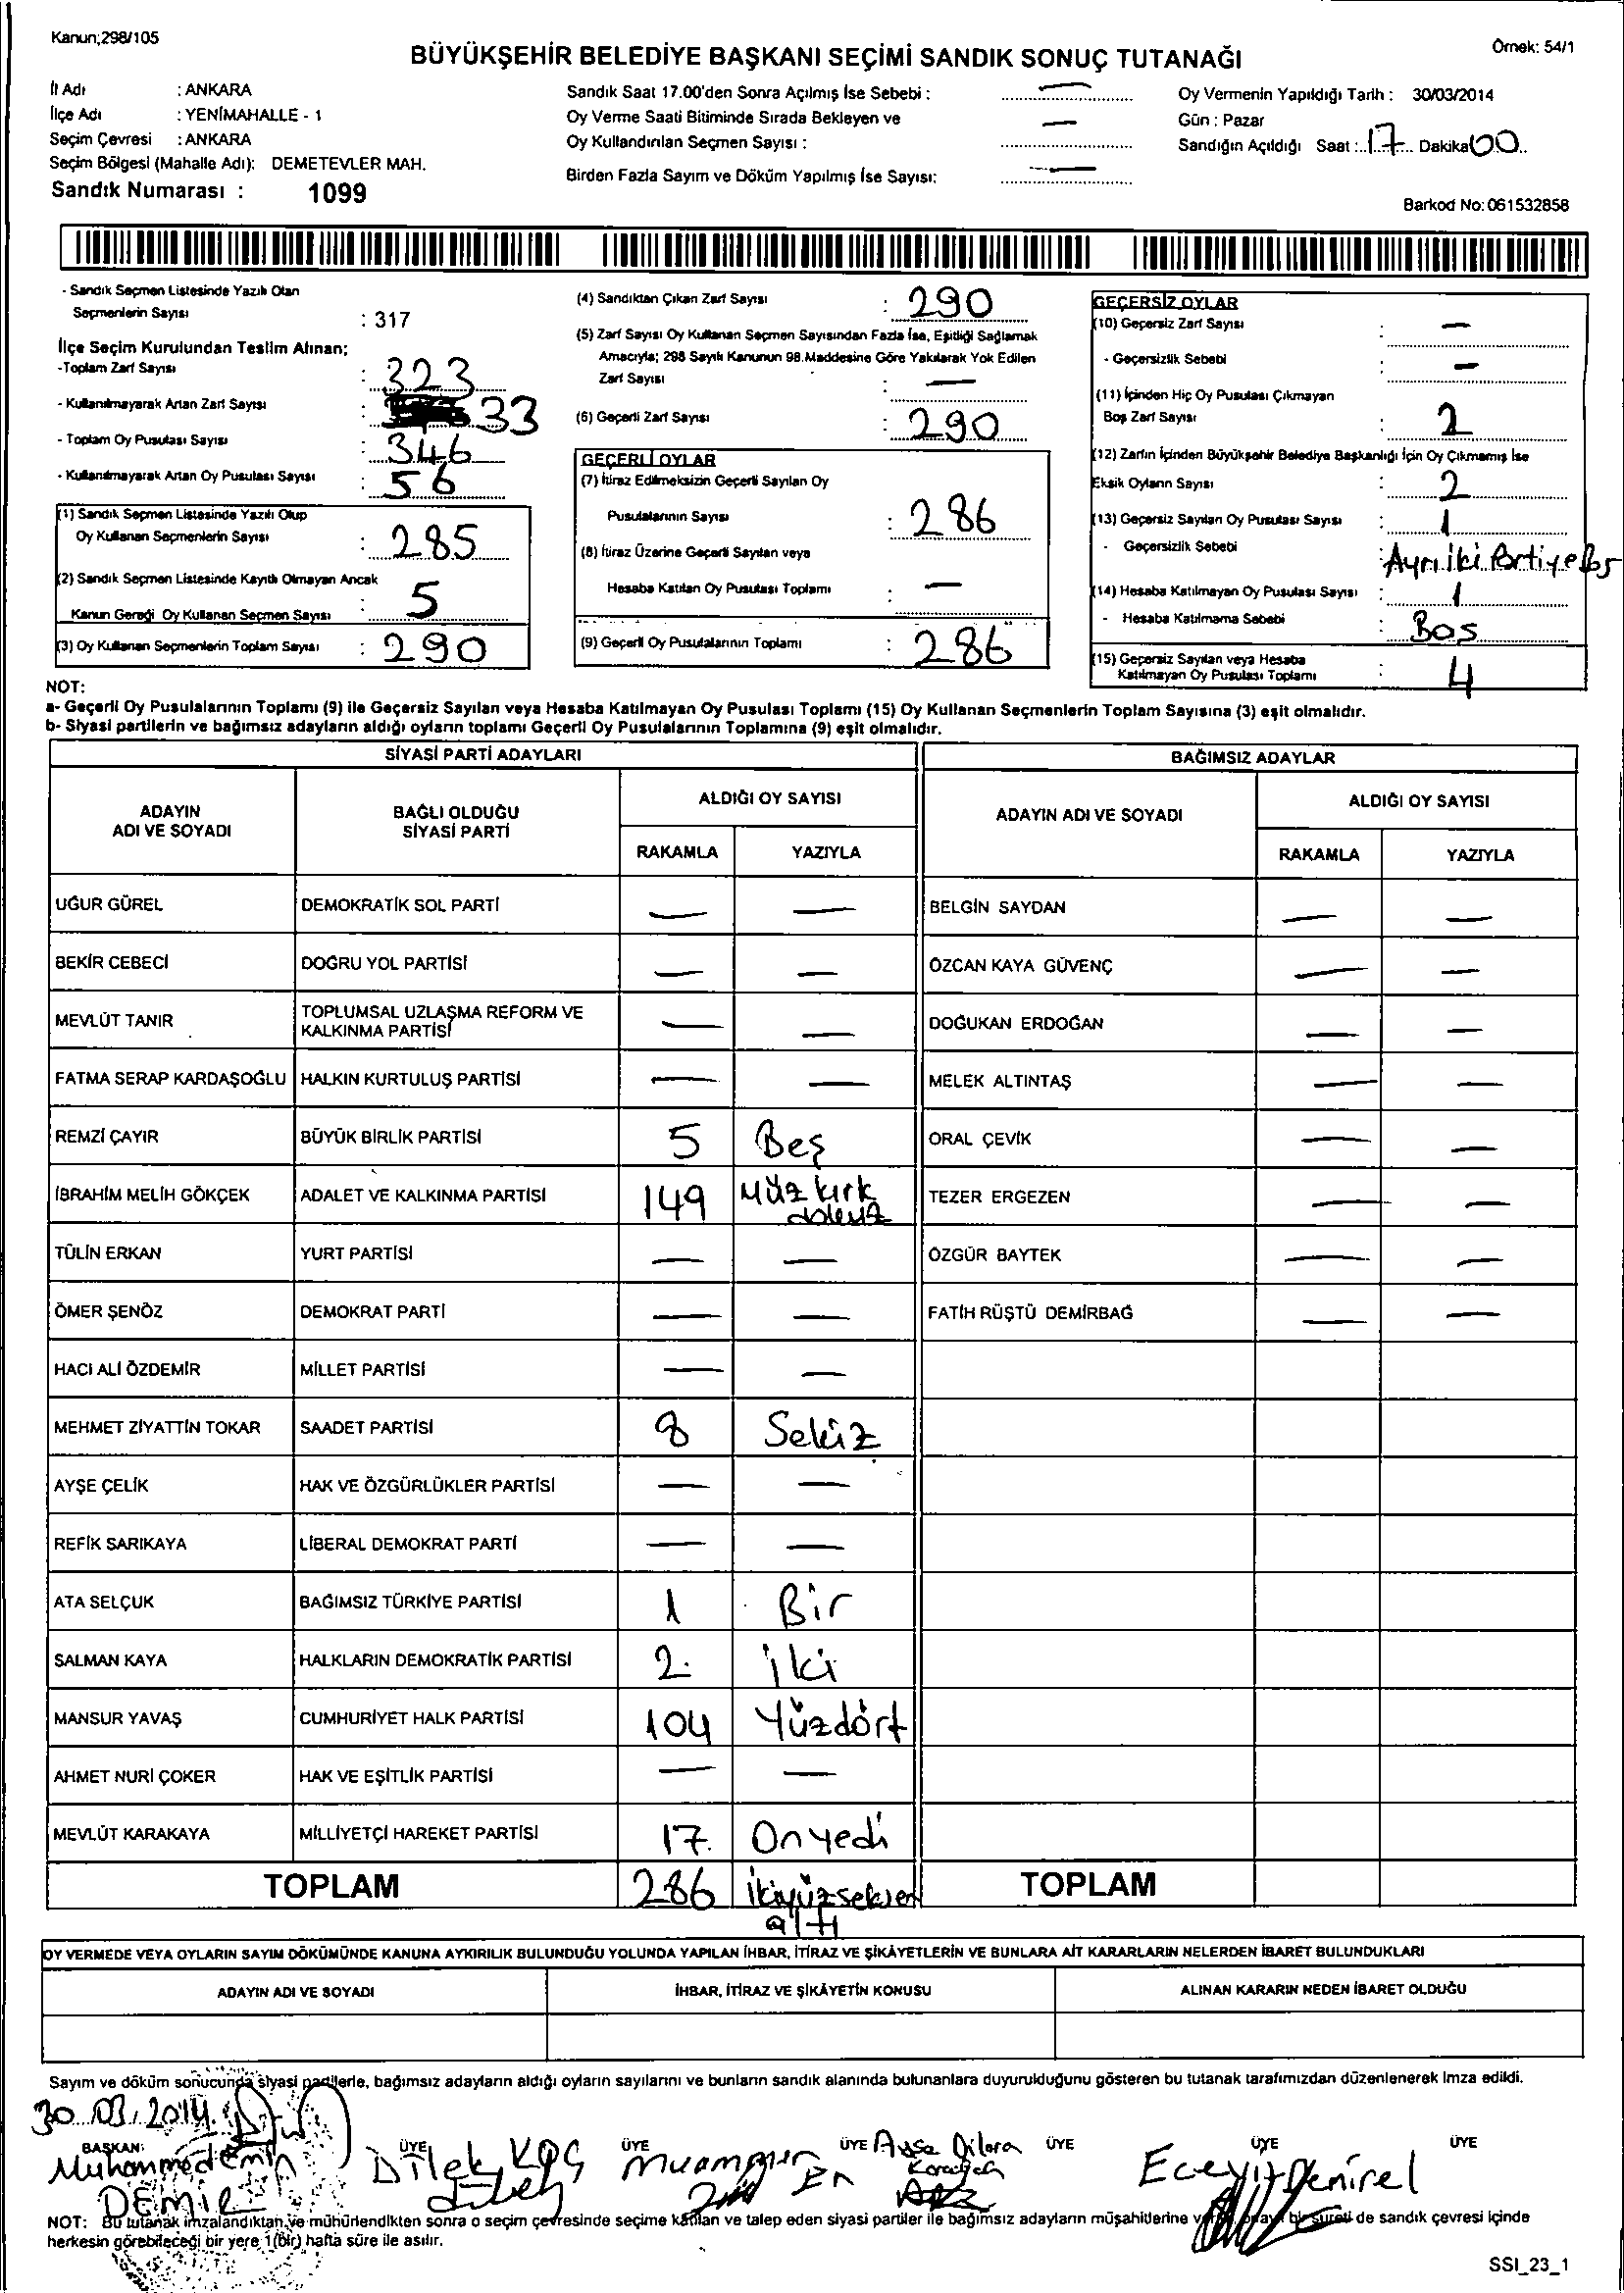 Kanun;298/105
Örnek: 54/1
BÜYÜKŞEHİR BELEDİYE BAŞKANI SEÇİMİ SANDIK SONUÇ TUTANAĞI
İl Adı : ANKARA
İlçe Adı : YENİMAHALLE - 1
Seçim Çevresi : ANKARA
Seçim Bölgesi (Mahalle Adı): DEMETEVLER MAH.
Sandık Numarası : 1099
Sandık Saat 17.00'den Sonra Açılmış İse Sebebi : —
Oy Verme Saati Bitiminde Sırada Bekleyen ve
Oy Kullandırılan Seçmen Sayısı : —
Birden Fazla Sayım ve Döküm Yapılmış İse Sayısı: —
Oy Vermenin Yapıldığı Tarih : 30/03/2014
Gün : Pazar
Sandığın Açıldığı Saat : 17 Dakika 00
Barkod No: 061532858
- Sandık Seçmen Listesinde Yazılı Olan
Seçmenlerin Sayısı : 317
İlçe Seçim Kurulundan Teslim Alınan;
-Toplam Zarf Sayısı : 323
- Kullanılmayarak Artan Zarf Sayısı : 33
- Toplam Oy Pusulası Sayısı : 346
- Kullanılmayarak Artan Oy Pusulası Sayısı : 56
(1) Sandık Seçmen Listesinde Yazılı Olup
Oy Kullanan Seçmenlerin Sayısı : 285
(2) Sandık Seçmen Listesinde Kayıtlı Olmayan Ancak
Kanun Gereği Oy Kullanan Seçmen Sayısı : 5
(3) Oy Kullanan Seçmenlerin Toplam Sayısı : 290
(4) Sandıktan Çıkan Zarf Sayısı : 290
(5) Zarf Sayısı Oy Kullanan Seçmen Sayısından Fazla İse, Eşitliği Sağlamak
Amacıyla; 298 Sayılı Kanunun 98.Maddesine Göre Yakılarak Yok Edilen
Zarf Sayısı : —
(6) Geçerli Zarf Sayısı : 290
GEÇERLİ OYLAR
(7) İtiraz Edilmeksizin Geçerli Sayılan Oy
Pusulalarının Sayısı : 286
(8) İtiraz Üzerine Geçerli Sayılan veya
Hesaba Katılan Oy Pusulası Toplamı : —
(9) Geçerli Oy Pusulalarının Toplamı : 286
GEÇERSİZ OYLAR
(10) Geçersiz Zarf Sayısı : —
- Geçersizlik Sebebi : —
(11) İçinden Hiç Oy Pusulası Çıkmayan
Boş Zarf Sayısı : 2
(12) Zarfın İçinden Büyükşehir Belediye Başkanlığı İçin Oy Çıkmamış İse
Eksik Oyların Sayısı : 2
(13) Geçersiz Sayılan Oy Pusulası Sayısı : 1
- Geçersizlik Sebebi : Ayrı iki Partiye
(14) Hesaba Katılmayan Oy Pusulası Sayısı : 1
- Hesaba Katılmama Sebebi : Bos
(15) Geçersiz Sayılan veya Hesaba
Katılmayan Oy Pusulası Toplamı : 4
NOT:
a- Geçerli Oy Pusulalarının Toplamı (9) ile Geçersiz Sayılan veya Hesaba Katılmayan Oy Pusulası Toplamı (15) Oy Kullanan Seçmenlerin Toplam Sayısına (3) eşit olmalıdır.
b- Siyasi partilerin ve bağımsız adayların aldığı oyların toplamı Geçerli Oy Pusulalarının Toplamına (9) eşit olmalıdır.
SİYASİ PARTİ ADAYLARI
ADAYIN ADI VE SOYADI
BAĞLI OLDUĞU SİYASİ PARTİ
ALDIĞI OY SAYISI
RAKAMLA YAZIYLA
UĞUR GÜREL DEMOKRATİK SOL PARTİ — —
BEKİR CEBECİ DOĞRU YOL PARTİSİ — —
MEVLÜT TANIR TOPLUMSAL UZLAŞMA REFORM VE KALKINMA PARTİSİ — —
FATMA SERAP KARDAŞOĞLU HALKIN KURTULUŞ PARTİSİ — —
REMZİ ÇAYIR BÜYÜK BİRLİK PARTİSİ 5 Beş
İBRAHİM MELİH GÖKÇEK ADALET VE KALKINMA PARTİSİ 149 Yüz kırk dokuz
TÜLİN ERKAN YURT PARTİSİ — —
ÖMER ŞENÖZ DEMOKRAT PARTİ — —
HACI ALİ ÖZDEMİR MİLLET PARTİSİ — —
MEHMET ZİYATTİN TOKAR SAADET PARTİSİ 8 Sekiz
AYŞE ÇELİK HAK VE ÖZGÜRLÜKLER PARTİSİ — —
REFİK SARIKAYA LİBERAL DEMOKRAT PARTİ — —
ATA SELÇUK BAĞIMSIZ TÜRKİYE PARTİSİ 1 Bir
SALMAN KAYA HALKLARIN DEMOKRATİK PARTİSİ 2 iki
MANSUR YAVAŞ CUMHURİYET HALK PARTİSİ 104 Yüzdört
AHMET NURİ ÇOKER HAK VE EŞİTLİK PARTİSİ — —
MEVLÜT KARAKAYA MİLLİYETÇİ HAREKET PARTİSİ 17 Onyedi
TOPLAM 286 ikiyüzseksen altı
BAĞIMSIZ ADAYLAR
ADAYIN ADI VE SOYADI
ALDIĞI OY SAYISI
RAKAMLA YAZIYLA
BELGİN SAYDAN — —
ÖZCAN KAYA GÜVENÇ — —
DOĞUKAN ERDOĞAN — —
MELEK ALTINTAŞ — —
ORAL ÇEVİK — —
TEZER ERGEZEN — —
ÖZGÜR BAYTEK — —
FATİH RÜŞTÜ DEMİRBAĞ — —
TOPLAM
OY VERMEDE VEYA OYLARIN SAYIM DÖKÜMÜNDE KANUNA AYKIRILIK BULUNDUĞU YOLUNDA YAPILAN İHBAR, İTİRAZ VE ŞİKÂYETLERİN VE BUNLARA AİT KARARLARIN NELERDEN İBARET BULUNDUKLARI
ADAYIN ADI VE SOYADI İHBAR, İTİRAZ VE ŞİKÂYETİN KONUSU ALINAN KARARIN NEDEN İBARET OLDUĞU
Sayım ve döküm sonucunda siyasi partilerle, bağımsız adayların aldığı oyların sayılarını ve bunların sandık alanında bulunanlara duyurulduğunu gösteren bu tutanak tarafımızdan düzenlenerek imza edildi.
30.03.2014
BAŞKAN ÜYE ÜYE ÜYE ÜYE ÜYE ÜYE
Muhammed Emin DEMİR
Dilek KOÇ
Muammer Er
Ayşe Dilara
NOT: Bu tutanak imzalandıktan ve mühürlendikten sonra o seçim çevresinde seçime katılan ve talep eden siyasi partiler ile bağımsız adayların müşahitlerine bir sureti de sandık çevresi içinde
herkesin görebileceği bir yere 1(Bir) hafta süre ile asılır.
SSI_23_1